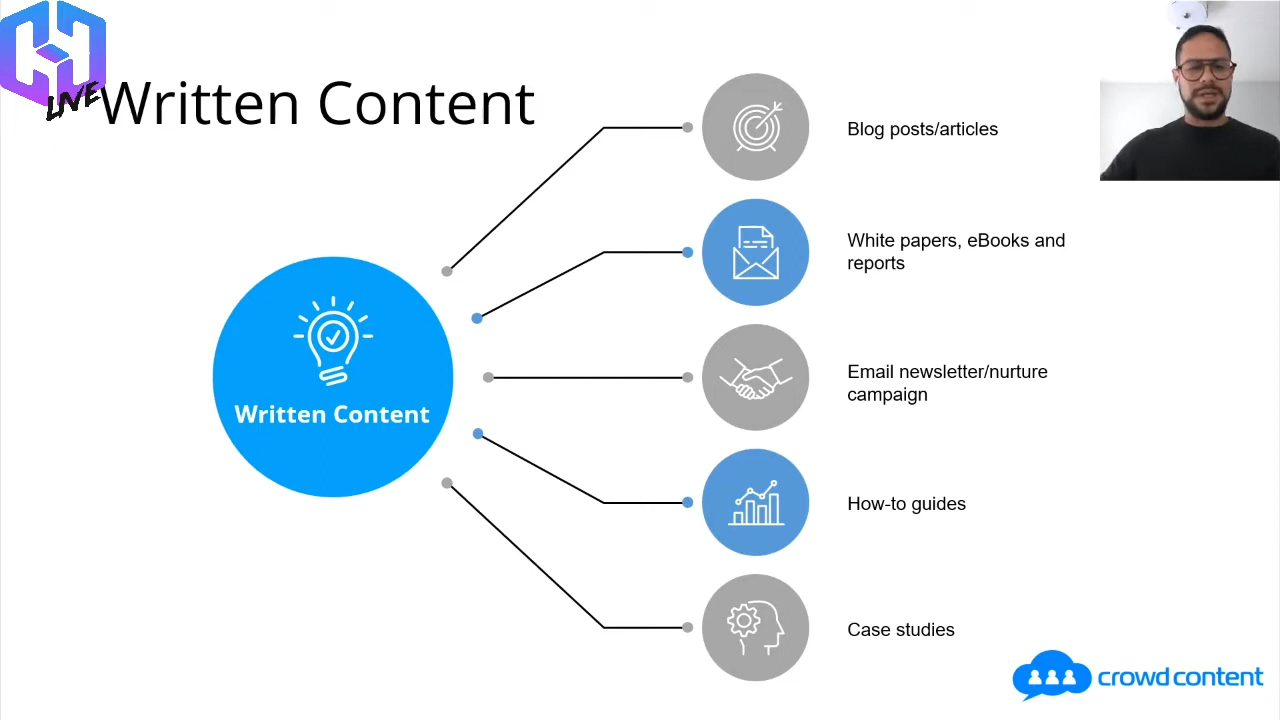 LIVE
Written Content
Blog posts/articles
White papers, eBooks and
reports
Email newsletter/nurture
campaign
Written Content
How-to guides
Case studies
crowd content